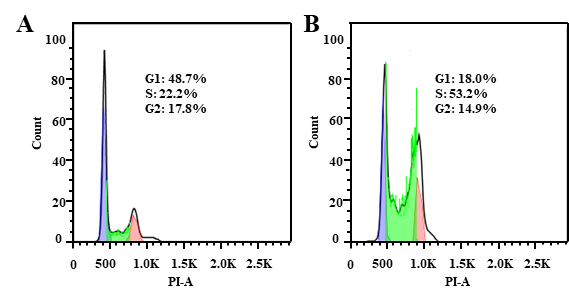 A
100
80
60
40
20
0
Count
G1: 48.7%
S: 22.2%
G2: 17.8%
0 500 1.0K 1.5K 2.0K 2.5K
PI-A
B
100
80
60
40
20
0
Count
G1: 18.0%
S: 53.2%
G2: 14.9%
0 500 1.0K 1.5K 2.0K 2.5K
PI-A